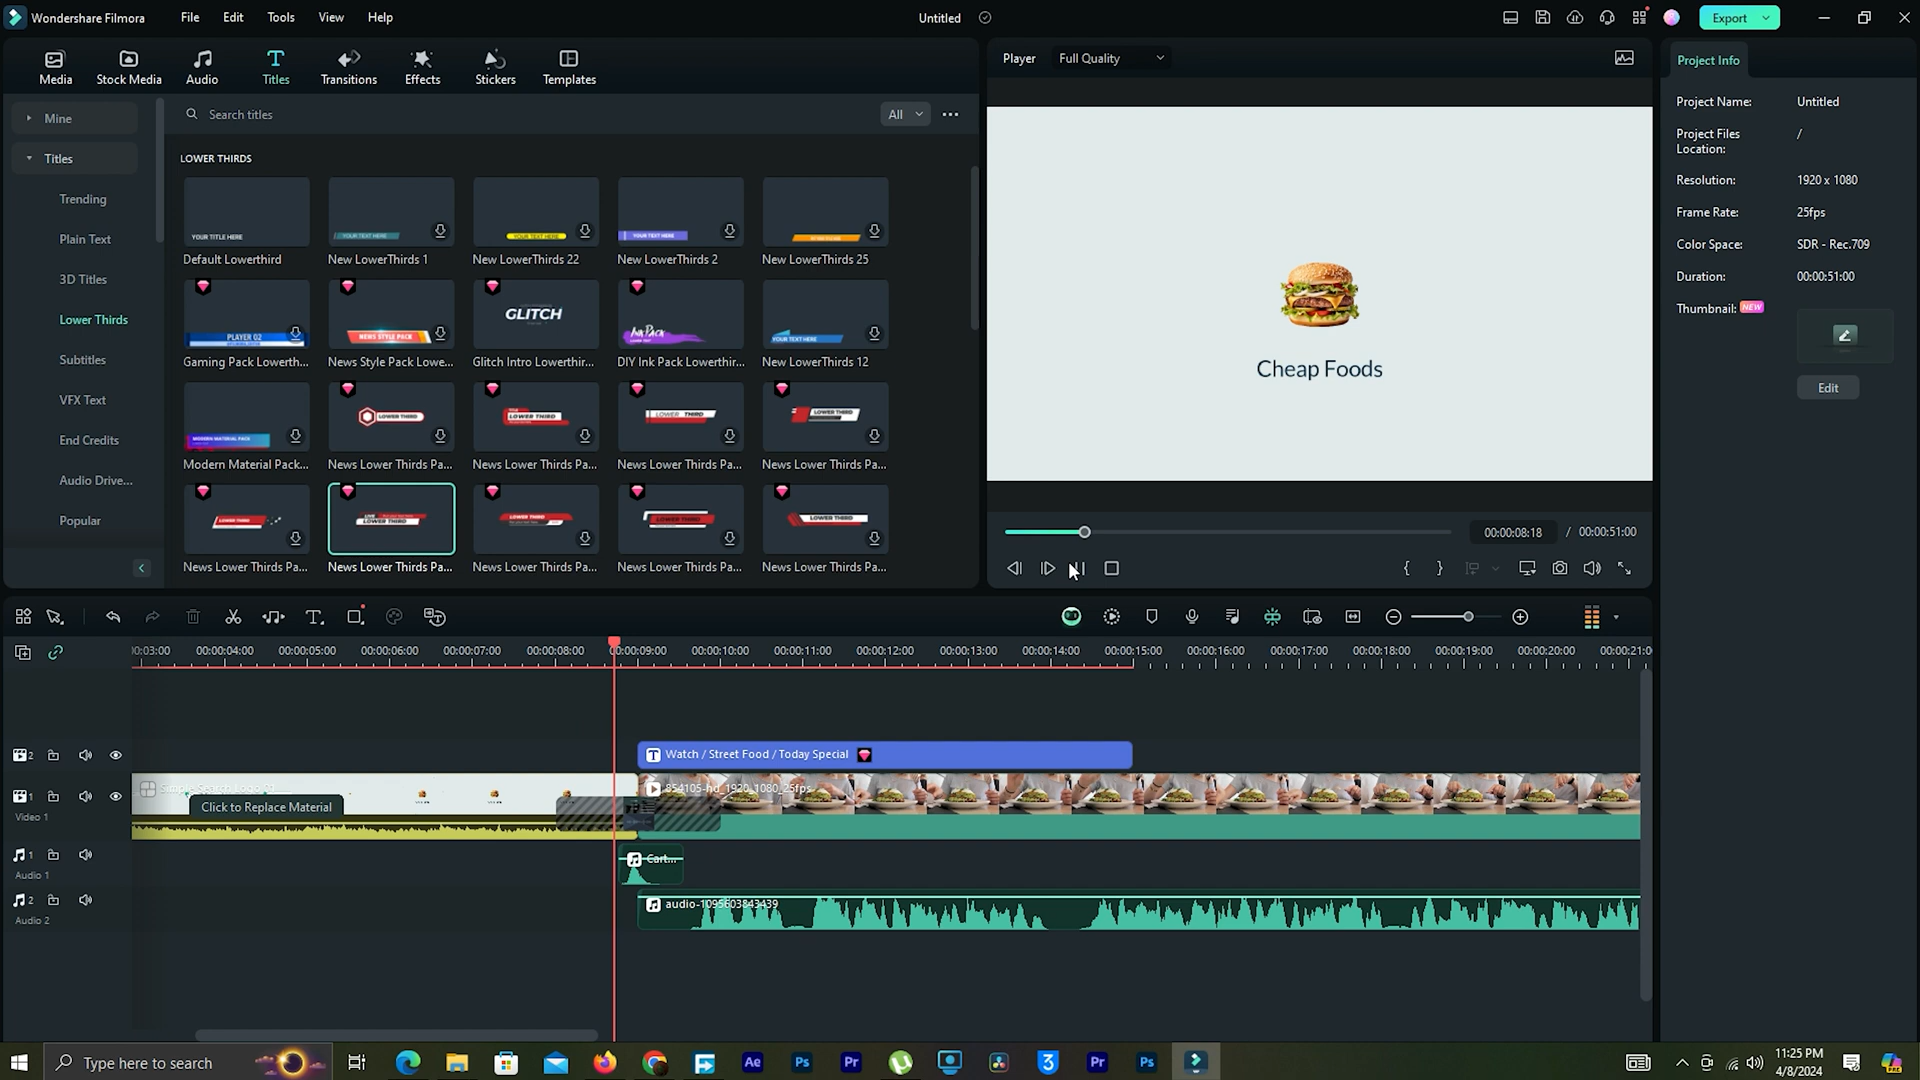 Wondershare Filmora File Edit Tools View Help Untitled Export
Media Stock Media Audio Titles Transitions Effects Stickers Templates
Player Full Quality
Project Info
Mine
Search titles All
Titles
LOWER THIRDS
Trending
Plain Text
3D Titles
Lower Thirds
Subtitles
VFX Text
End Credits
Audio Drive...
Popular
YOUR TITLE HERE YOUR TEXT HERE YOUR TEXT HERE YOUR TEXT HERE
Default Lowerthird New LowerThirds 1 New LowerThirds 22 New LowerThirds 2 New LowerThirds 25
PLAYER 02 NEWS STYLE PACK GLITCH InkPack YOUR TEXT HERE
Gaming Pack Lowerth... News Style Pack Lowe... Glitch Intro Lowerthir... DIY Ink Pack Lowerthir... New LowerThirds 12
MODERN MATERIAL PACK LOWER THIRD LOWER THIRD LOWER THIRD LOWER THIRD
Modern Material Pack... News Lower Thirds Pa... News Lower Thirds Pa... News Lower Thirds Pa... News Lower Thirds Pa...
LOWER THIRD LOWER THIRD LOWER THIRD LOWER THIRD LOWER THIRD
News Lower Thirds Pa... News Lower Thirds Pa... News Lower Thirds Pa... News Lower Thirds Pa... News Lower Thirds Pa...
Cheap Foods
00:00:08:18 / 00:00:51:00
Project Name: Untitled
Project Files Location: /
Resolution: 1920 x 1080
Frame Rate: 25fps
Color Space: SDR - Rec.709
Duration: 00:00:51:00
Thumbnail: NEW
Edit
00:03:00 00:00:04:00 00:00:05:00 00:00:06:00 00:00:07:00 00:00:08:00 00:00:09:00 00:00:10:00 00:00:11:00 00:00:12:00 00:00:13:00 00:00:14:00 00:00:15:00 00:00:16:00 00:00:17:00 00:00:18:00 00:00:19:00 00:00:20:00 00:00:21:0
2 Watch / Street Food / Today Special
1 854105-hd_1920_1080_25fps
Click to Replace Material
Video 1
1 Cart...
Audio 1
2 audio-1095603843439
Audio 2
Type here to search Ae Ps Pr 3 Pr Ps 11:25 PM
4/8/2024